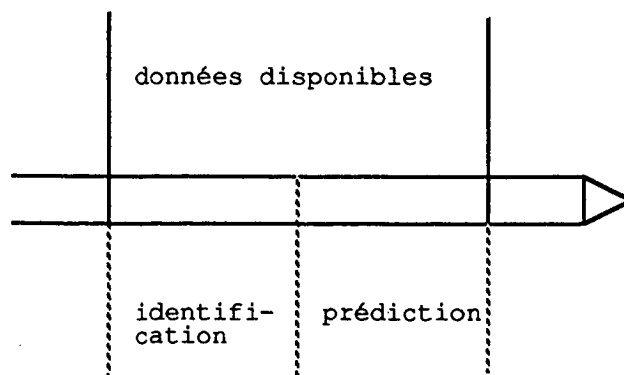 données disponibles
identifi-
cation
prédiction